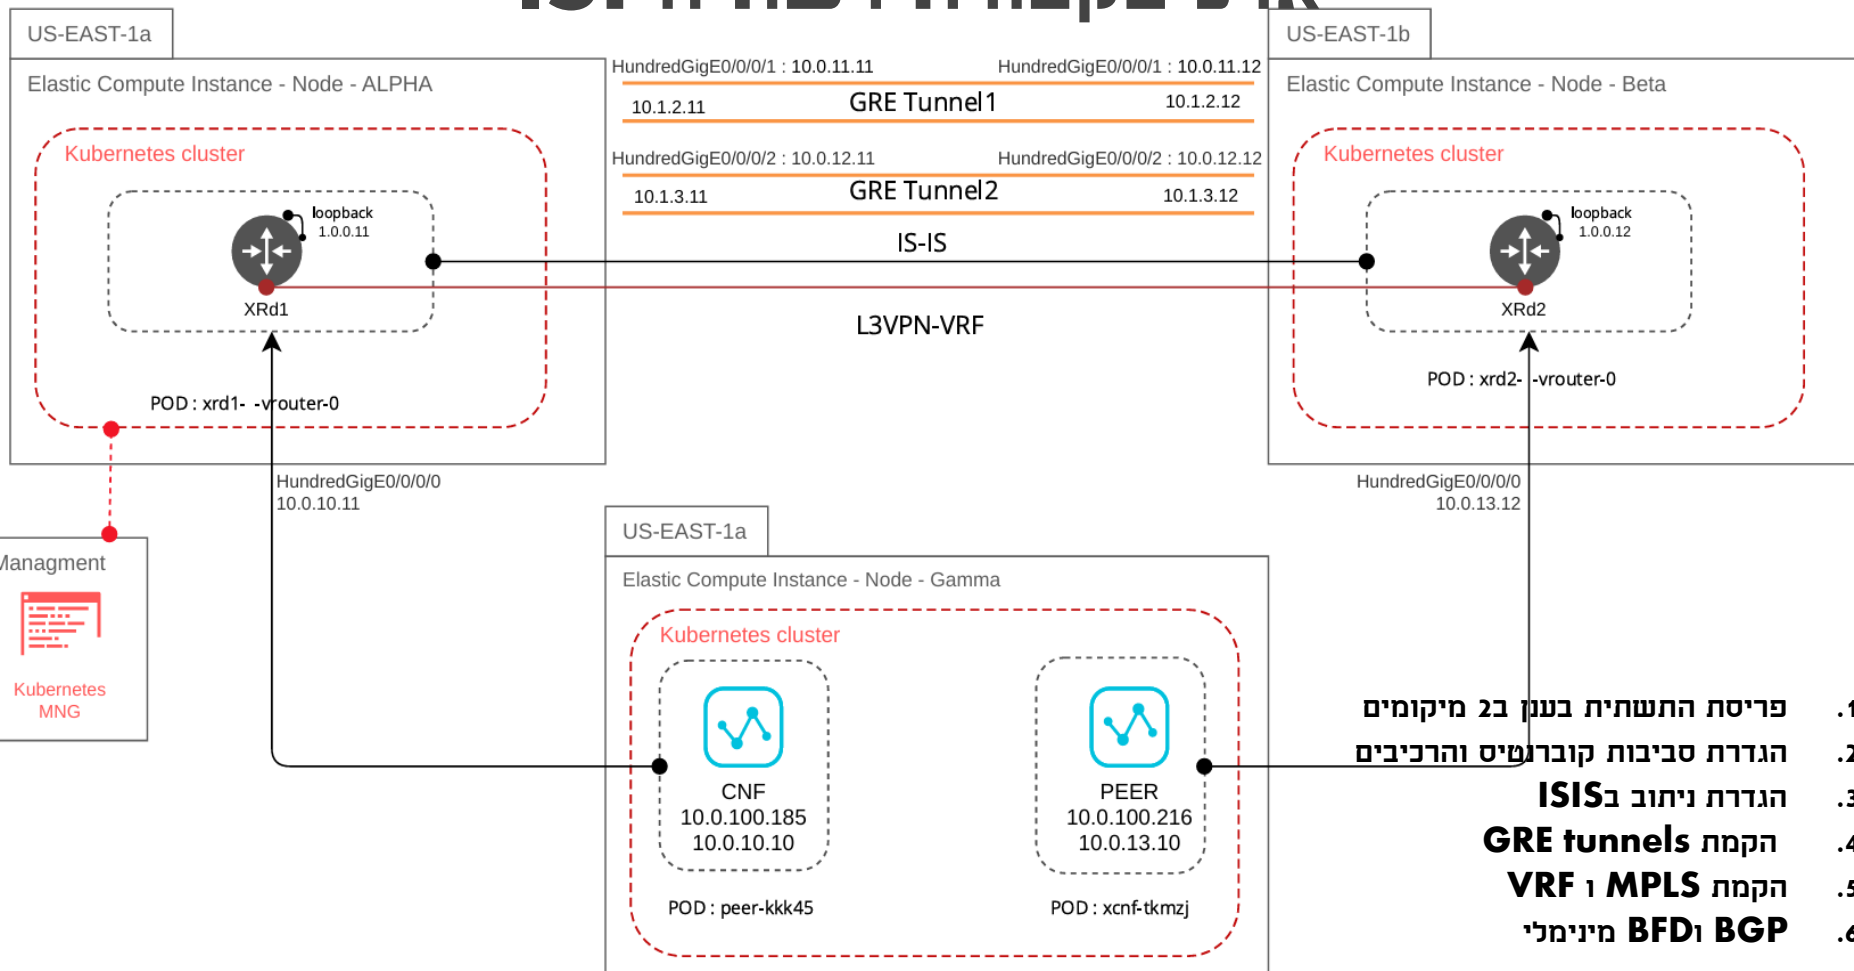 US-EAST-1a
Elastic Compute Instance - Node - ALPHA
Kubernetes cluster
loopback
1.0.0.11
XRd1
POD : xrd1- -vrouter-0
HundredGigE0/0/0/1 : 10.0.11.11
HundredGigE0/0/0/1 : 10.0.11.12
10.1.2.11
GRE Tunnel1
10.1.2.12
HundredGigE0/0/0/2 : 10.0.12.11
HundredGigE0/0/0/2 : 10.0.12.12
10.1.3.11
GRE Tunnel2
10.1.3.12
IS-IS
L3VPN-VRF
US-EAST-1b
Elastic Compute Instance - Node - Beta
Kubernetes cluster
loopback
1.0.0.12
XRd2
POD : xrd2- -vrouter-0
HundredGigE0/0/0/0
10.0.10.11
HundredGigE0/0/0/0
10.0.13.12
Managment
Kubernetes
MNG
US-EAST-1a
Elastic Compute Instance - Node - Gamma
Kubernetes cluster
CNF
10.0.100.185
10.0.10.10
POD : peer-kkk45
PEER
10.0.100.216
10.0.13.10
POD : xcnf-tkmzj
1. פריסת התשתית בענן ב2 מיקומים
2. הגדרת סביבות קוברנטיס והרכיבים
3. הגדרת ניתוב בISIS
4. הקמת GRE tunnels
5. הקמת MPLS ו VRF
6. BGP וBFD מינימלי